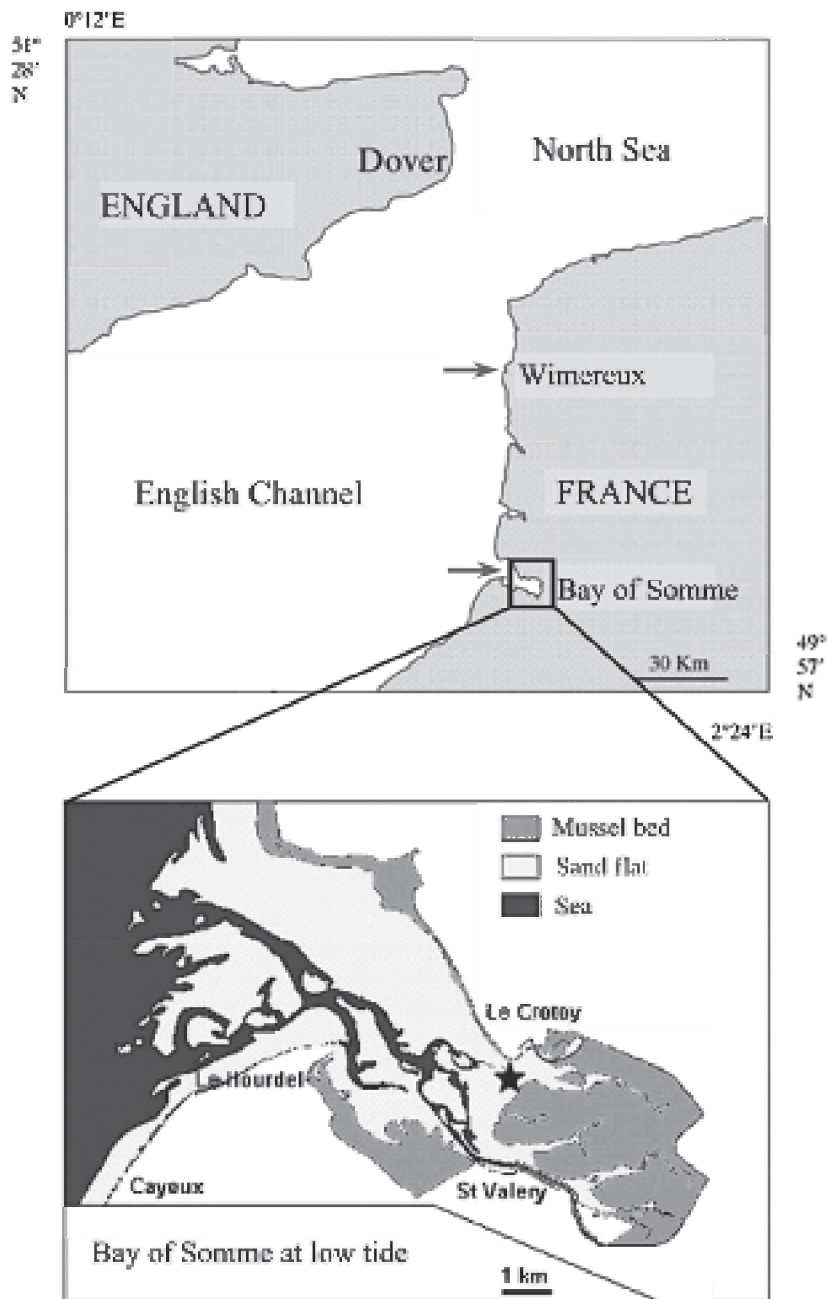 0°12'E
51°
28'
N
North Sea
Dover
ENGLAND
Wimereux
English Channel
FRANCE
Bay of Somme
30 Km
49°
57'
N
2°24'E
Mussel bed
Sand flat
Sea
Le Crotoy
Le Hourdel
Cayeux
St Valery
Bay of Somme at low tide
1 km